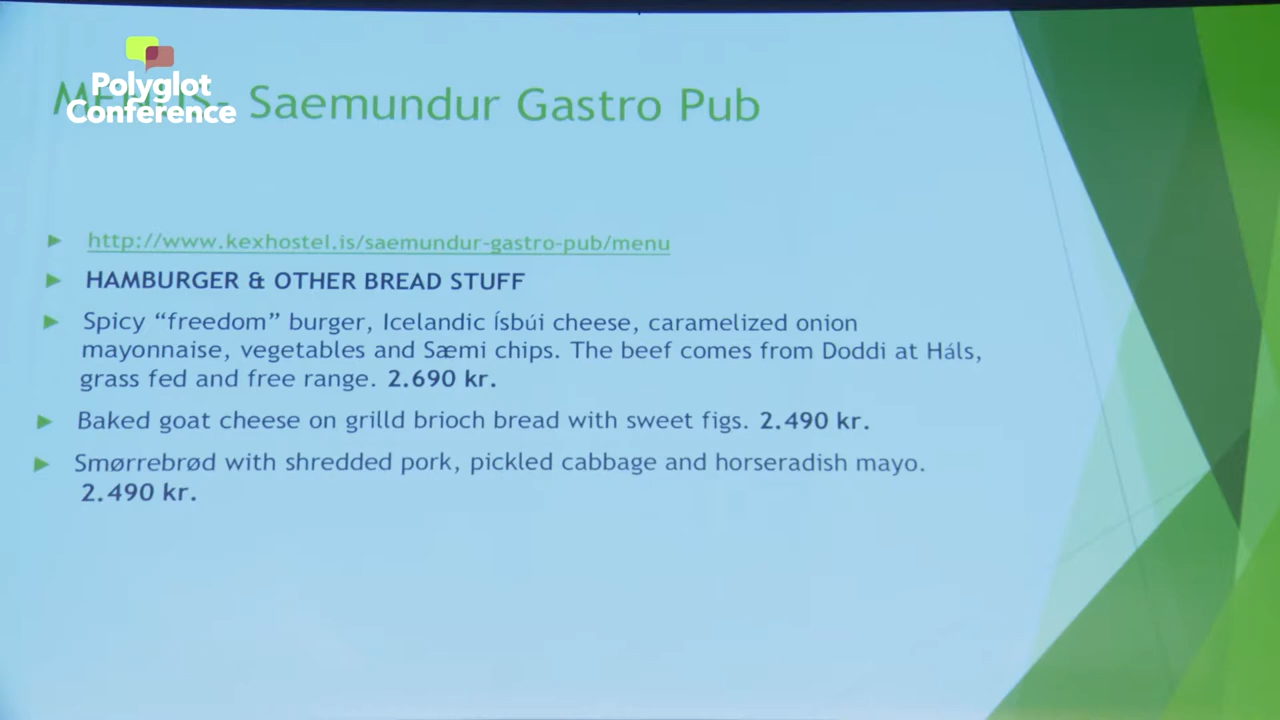 Polyglot
Conference
Saemundur Gastro Pub
http://www.kexhostel.is/saemundur-gastro-pub/menu
HAMBURGER & OTHER BREAD STUFF
Spicy “freedom” burger, Icelandic Ísbúi cheese, caramelized onion
mayonnaise, vegetables and Sæmi chips. The beef comes from Doddi at Háls,
grass fed and free range. 2.690 kr.
Baked goat cheese on grilld brioch bread with sweet figs. 2.490 kr.
Smørrebrød with shredded pork, pickled cabbage and horseradish mayo.
2.490 kr.